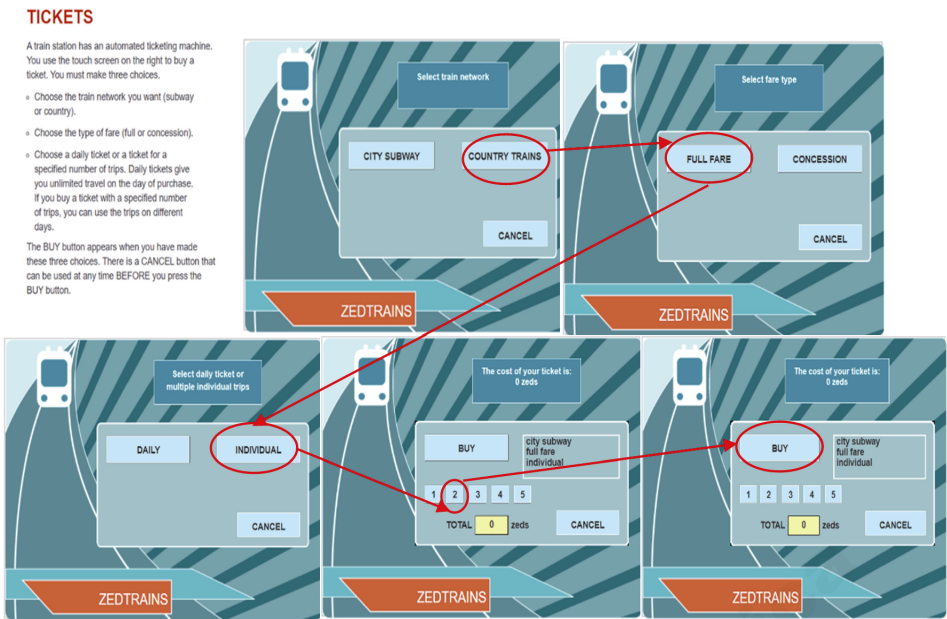 TICKETS
A train station has an automated ticketing machine.
You use the touch screen on the right to buy a
ticket. You must make three choices.
Choose the train network you want (subway
or country).
Choose the type of fare (full or concession).
Choose a daily ticket or a ticket for a
specified number of trips. Daily tickets give
you unlimited travel on the day of purchase.
If you buy a ticket with a specified number
of trips, you can use the trips on different
days.
The BUY button appears when you have made
these three choices. There is a CANCEL button that
can be used at any time BEFORE you press the
BUY button.
Select train network
CITY SUBWAY
COUNTRY TRAINS
CANCEL
ZEDTRAINS
Select fare type
FULL FARE
CONCESSION
CANCEL
ZEDTRAINS
Select daily ticket or
multiple individual trips
DAILY
INDIVIDUAL
CANCEL
ZEDTRAINS
The cost of your ticket is:
0 zeds
BUY
city subway
full fare
individual
1 2 3 4 5
TOTAL 0 zeds
CANCEL
ZEDTRAINS
The cost of your ticket is:
0 zeds
BUY
city subway
full fare
individual
1 2 3 4 5
TOTAL 0 zeds
CANCEL
ZEDTRAINS